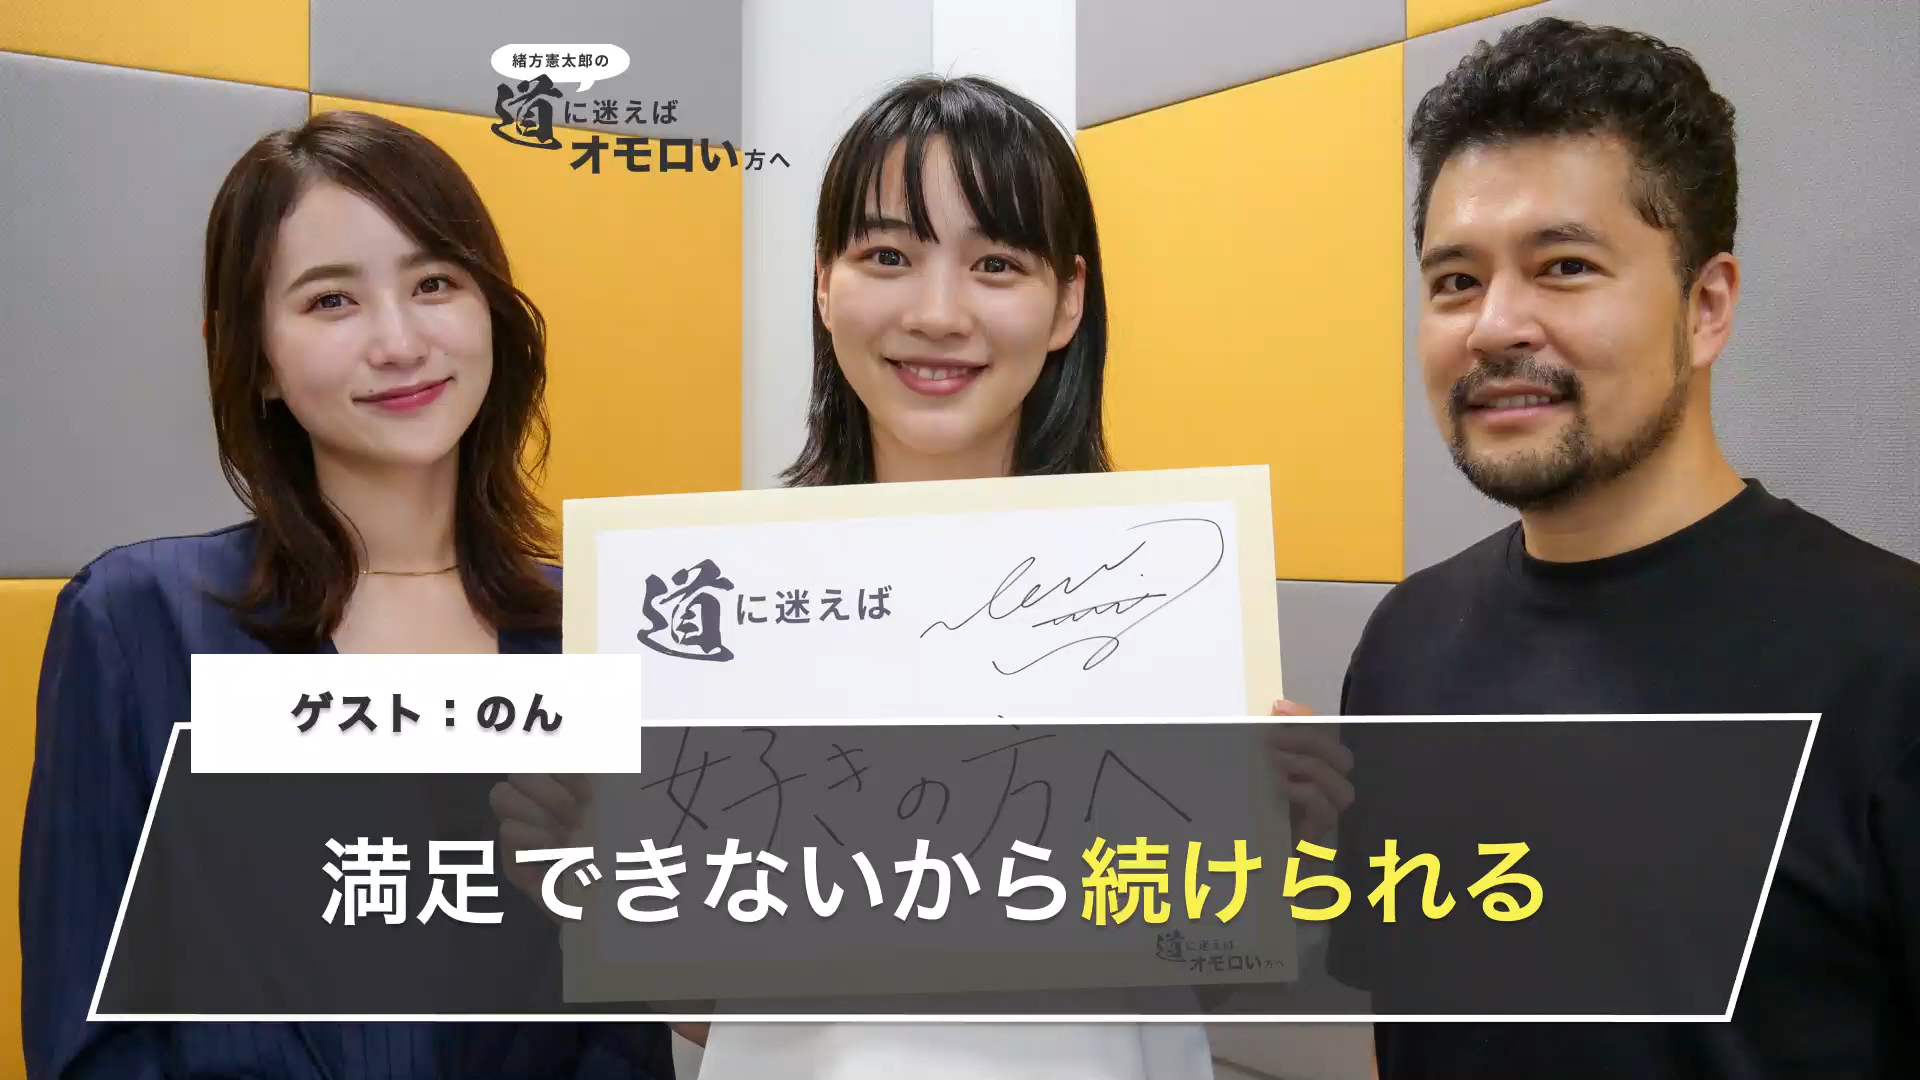 緒方憲太郎の
道に迷えば
オモロい方へ
道に迷えば
ゲスト：のん
好きの方へ
満足できないから続けられる
道に迷えば
オモロい方へ